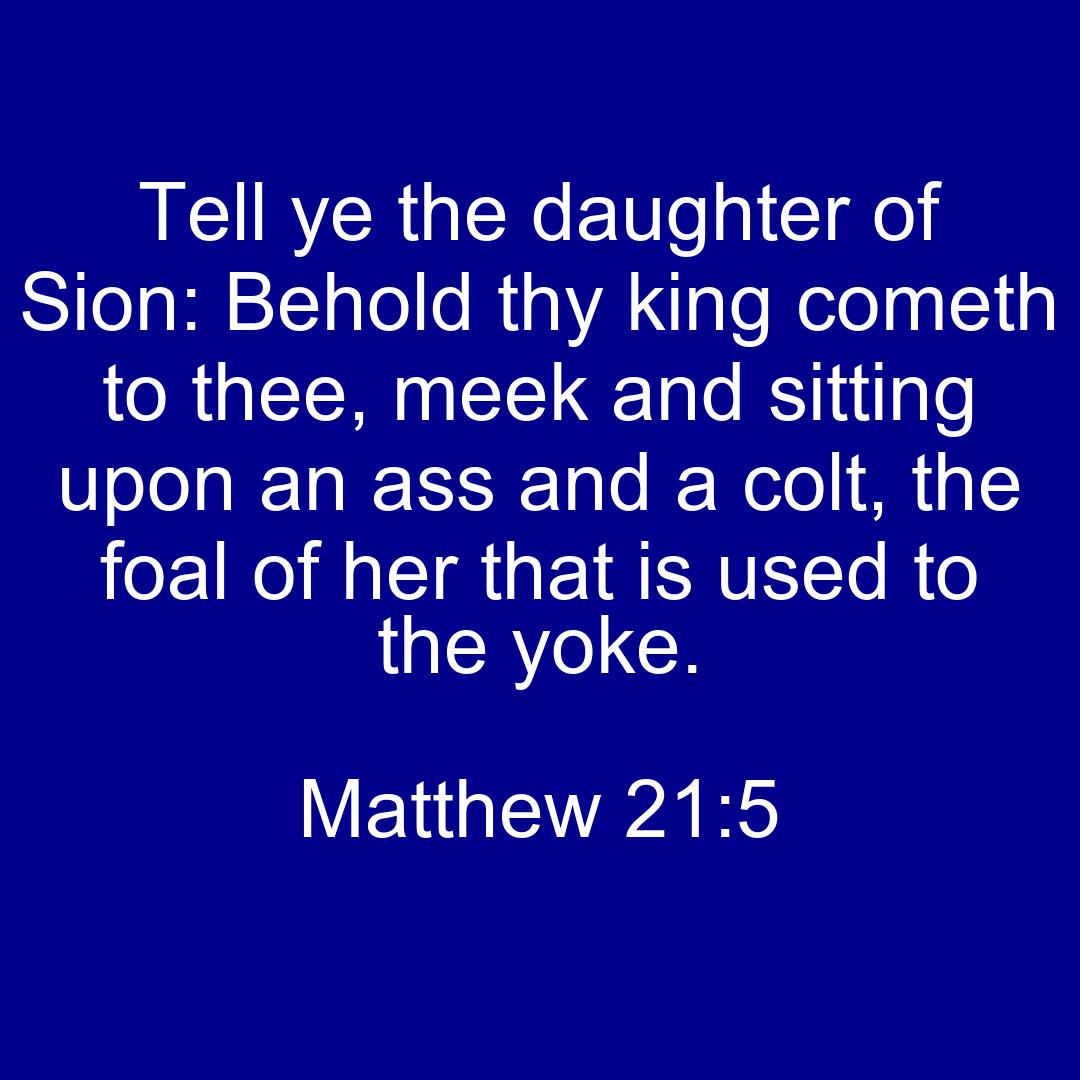 Tell ye the daughter of
Sion: Behold thy king cometh
to thee, meek and sitting
upon an ass and a colt, the
foal of her that is used to
the yoke.
Matthew 21:5